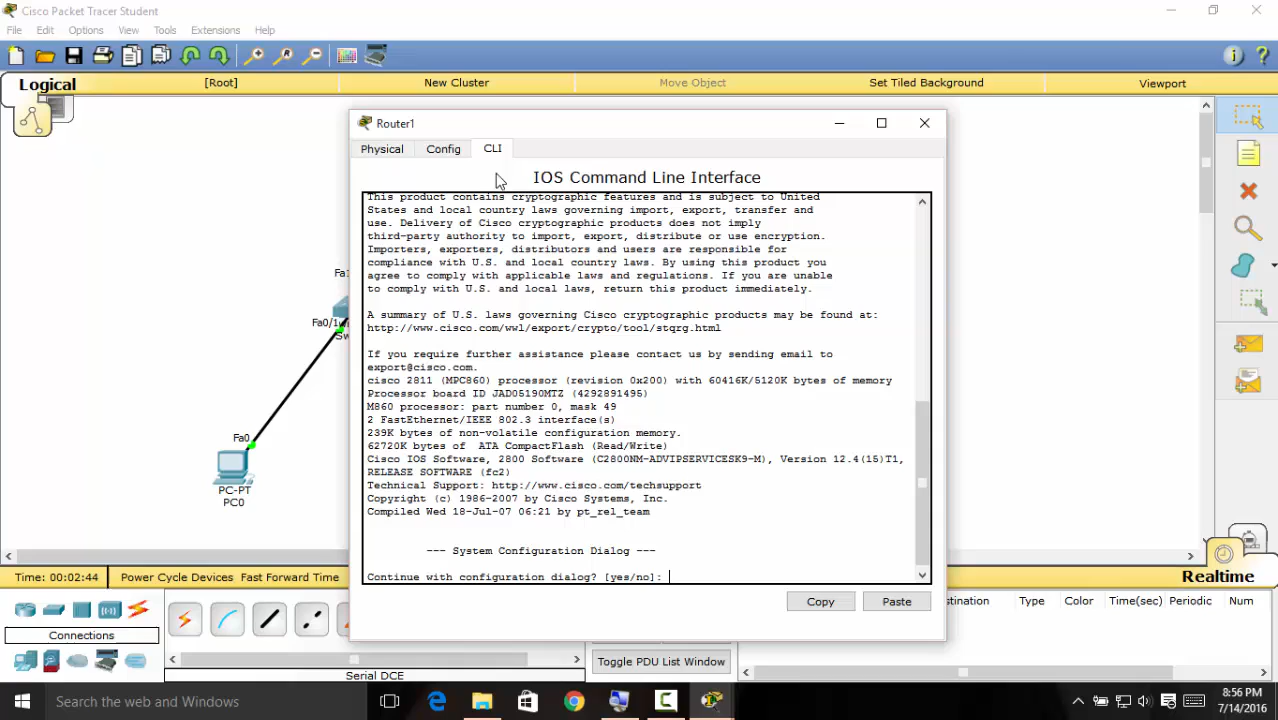 Cisco Packet Tracer Student
File Edit Options View Tools Extensions Help
Logical [Root] New Cluster Move Object Set Tiled Background Viewport
Router1
Physical Config CLI
IOS Command Line Interface
This product contains cryptographic features and is subject to United
States and local country laws governing import, export, transfer and
use. Delivery of Cisco cryptographic products does not imply
third-party authority to import, export, distribute or use encryption.
Importers, exporters, distributors and users are responsible for
compliance with U.S. and local country laws. By using this product you
agree to comply with applicable laws and regulations. If you are unable
to comply with U.S. and local laws, return this product immediately.
A summary of U.S. laws governing Cisco cryptographic products may be found at:
http://www.cisco.com/wwl/export/crypto/tool/stqrg.html
If you require further assistance please contact us by sending email to
export@cisco.com.
cisco 2811 (MPC860) processor (revision 0x200) with 60416K/5120K bytes of memory
Processor board ID JAD05190MTZ (4292891495)
M860 processor: part number 0, mask 49
2 FastEthernet/IEEE 802.3 interface(s)
239K bytes of non-volatile configuration memory.
62720K bytes of ATA CompactFlash (Read/Write)
Cisco IOS Software, 2800 Software (C2800NM-ADVIPSERVICESK9-M), Version 12.4(15)T1,
RELEASE SOFTWARE (fc2)
Technical Support: http://www.cisco.com/techsupport
Copyright (c) 1986-2007 by Cisco Systems, Inc.
Compiled Wed 18-Jul-07 06:21 by pt_rel_team
--- System Configuration Dialog ---
Continue with configuration dialog? [yes/no]:
Copy Paste
Fa0/1
Fa0
PC-PT
PC0
Time: 00:02:44 Power Cycle Devices Fast Forward Time
Realtime
Connections
Type Color Time(sec) Periodic Num
Toggle PDU List Window
Serial DCE
Search the web and Windows
8:56 PM
7/14/2016